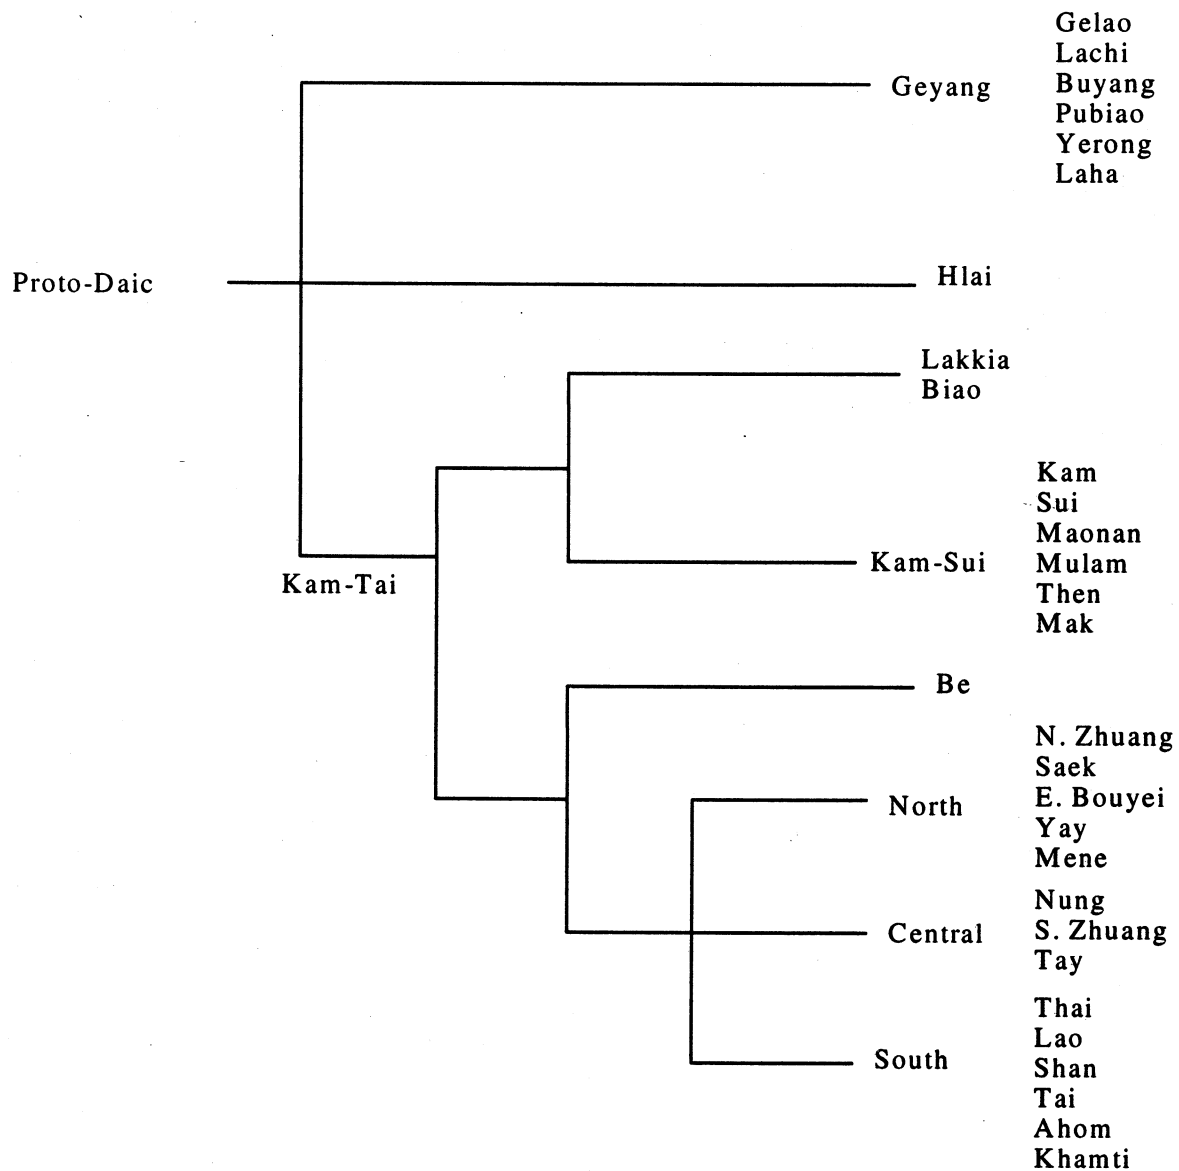 Gelao
Lachi
Geyang
Buyang
Pubiao
Yerong
Laha
Proto-Daic
Hlai
Lakkia
Biao
Kam
Sui
Maonan
Kam-Sui
Mulam
Kam-Tai
Then
Mak
Be
N. Zhuang
Saek
North
E. Bouyei
Yay
Mene
Nung
Central
S. Zhuang
Tay
Thai
Lao
South
Shan
Tai
Ahom
Khamti